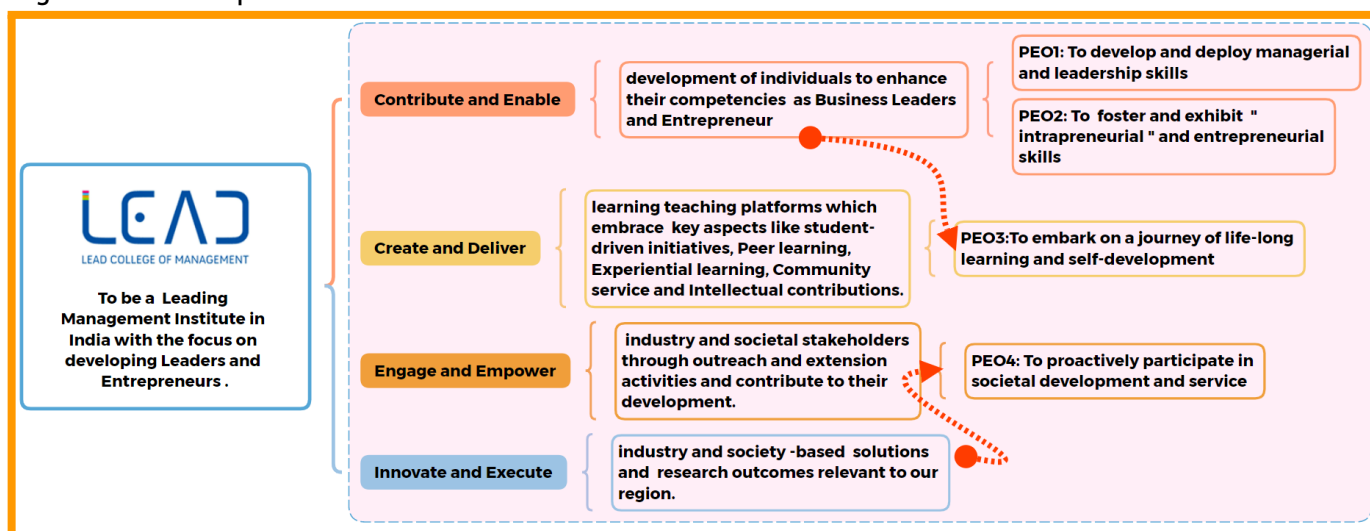 LEAD
LEAD COLLEGE OF MANAGEMENT
To be a Leading
Management Institute in
India with the focus on
developing Leaders and
Entrepreneurs .
Contribute and Enable
development of individuals to enhance
their competencies as Business Leaders
and Entrepreneur
PEO1: To develop and deploy managerial
and leadership skills
PEO2: To foster and exhibit "
intrapreneurial " and entrepreneurial
skills
Create and Deliver
learning teaching platforms which
embrace key aspects like student-
driven initiatives, Peer learning,
Experiential learning, Community
service and Intellectual contributions.
PEO3:To embark on a journey of life-long
learning and self-development
Engage and Empower
industry and societal stakeholders
through outreach and extension
activities and contribute to their
development.
PEO4: To proactively participate in
societal development and service
Innovate and Execute
industry and society -based solutions
and research outcomes relevant to our
region.